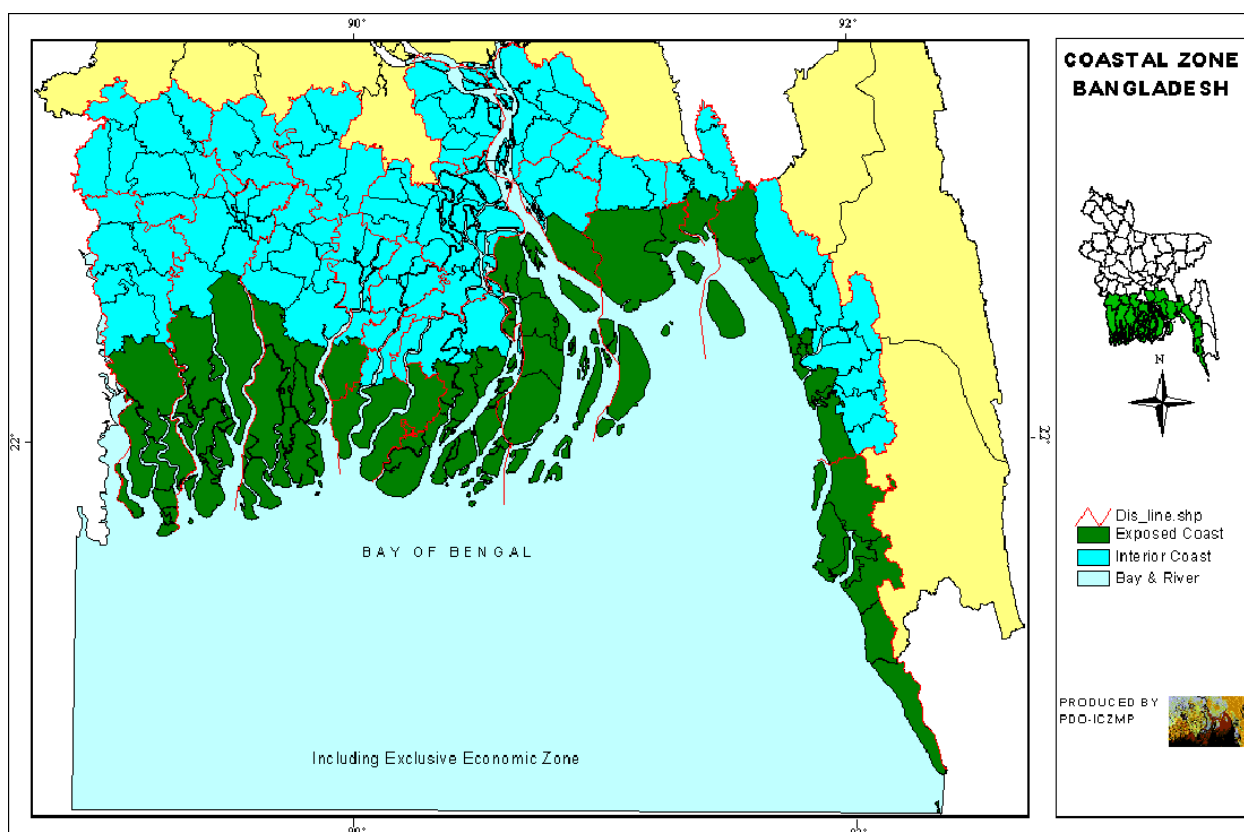 90°
92°
COASTAL ZONE
BANGLADESH
N
22°
22°
Dis_line.shp
Exposed Coast
Interior Coast
Bay & River
BAY OF BENGAL
PRODUCED BY
PDO-ICZMP
Including Exclusive Economic Zone
90°
92°